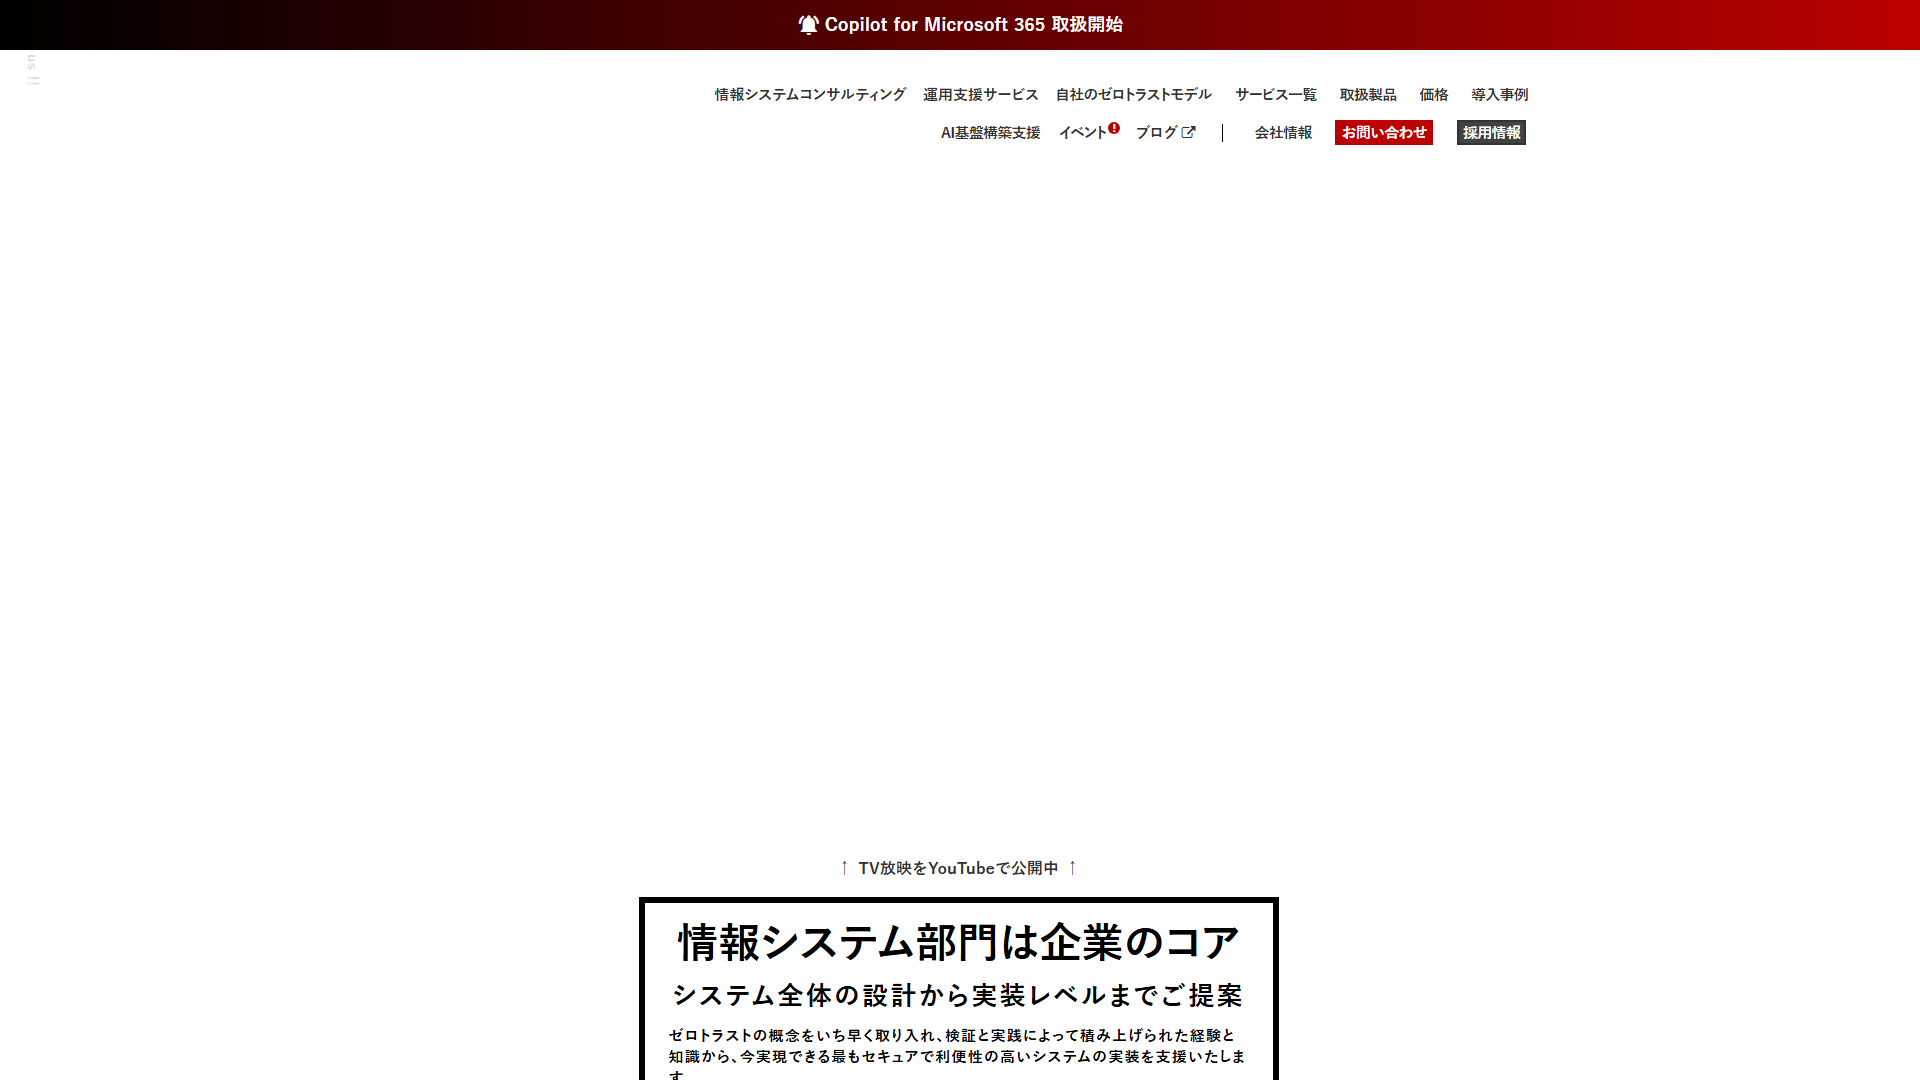 Copilot for Microsoft 365 取扱開始
us !!
情報システムコンサルティング 運用支援サービス 自社のゼロトラストモデル サービス一覧 取扱製品 価格 導入事例
AI基盤構築支援 イベント ブログ 会社情報 お問い合わせ 採用情報
↑ TV放映をYouTubeで公開中 ↑
情報システム部門は企業のコア
システム全体の設計から実装レベルまでご提案
ゼロトラストの概念をいち早く取り入れ、検証と実践によって積み上げられた経験と
知識から、今実現できる最もセキュアで利便性の高いシステムの実装を支援いたしま
す